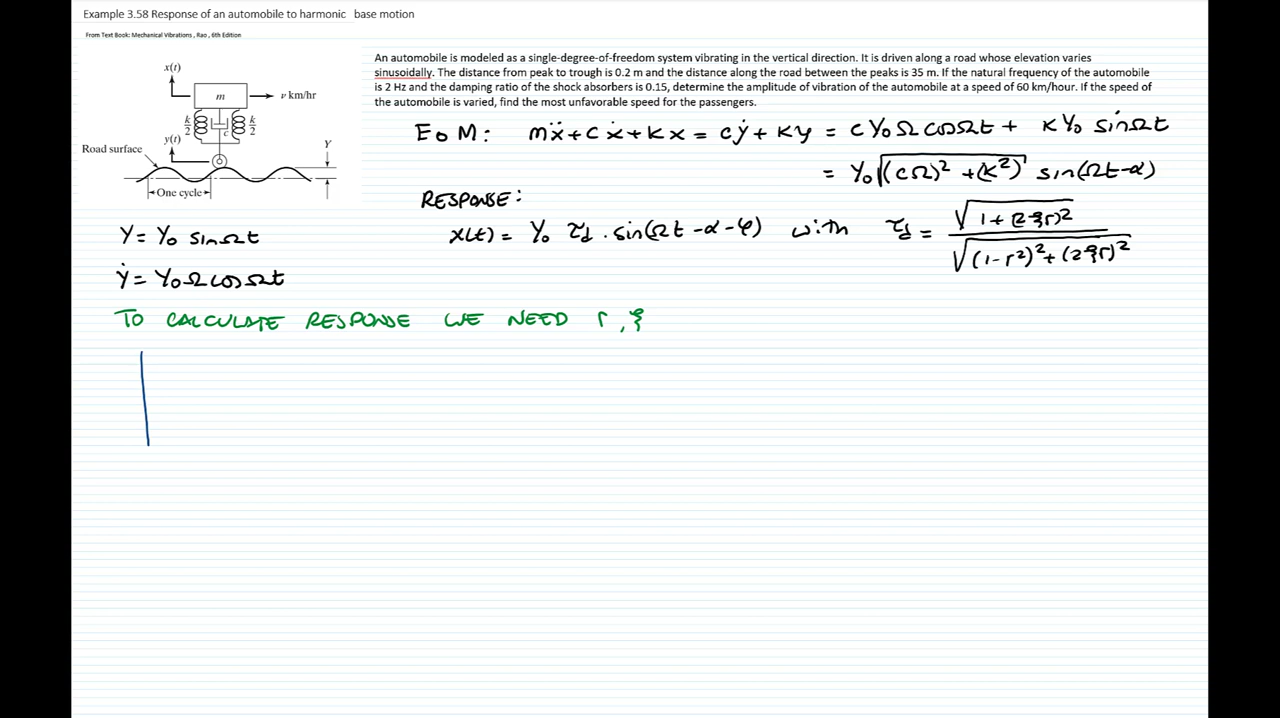 Example 3.58 Response of an automobile to harmonic base motion
From Text Book: Mechanical Vibrations , Rao , 6th Edition
An automobile is modeled as a single-degree-of-freedom system vibrating in the vertical direction. It is driven along a road whose elevation varies
sinusoidally. The distance from peak to trough is 0.2 m and the distance along the road between the peaks is 35 m. If the natural frequency of the automobile
is 2 Hz and the damping ratio of the shock absorbers is 0.15, determine the amplitude of vibration of the automobile at a speed of 60 km/hour. If the speed of
the automobile is varied, find the most unfavorable speed for the passengers.
x(t)
m
v km/hr
k/2
c
k/2
y(t)
Y
Road surface
One cycle
EoM: mẍ + cẋ + kx = cẏ + ky = cY₀ΩcosΩt + kY₀ sinΩt
= Y₀√((cΩ)² + (k²)) sin(Ωt-α)
RESPONSE:
x(t) = Y₀ τd · sin(Ωt - α - φ) with τd = √(1 + (2ξr)²) / √((1-r²)² + (2ξr)²)
Y = Y₀ sinΩt
Ẏ = Y₀Ωcos Ωt
TO CALCULATE RESPONSE WE NEED r , ξ